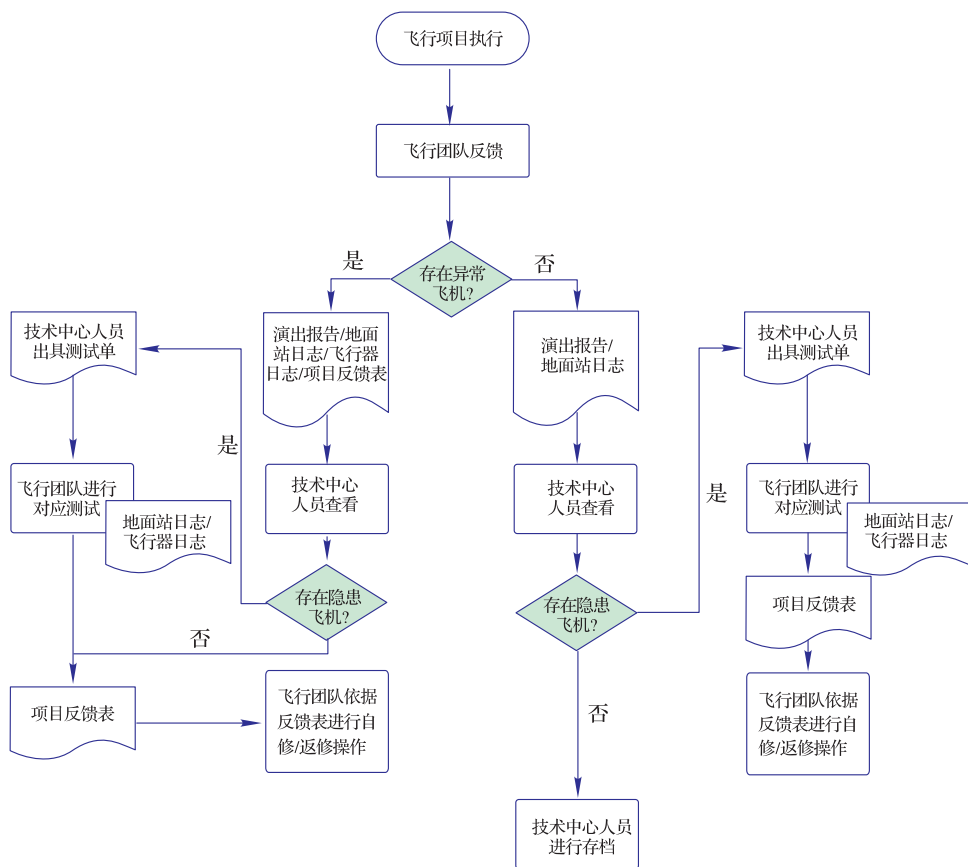 飞行项目执行
飞行团队反馈
存在异常
飞机?
是
否
演出报告/地面
站日志/飞行器
日志/项目反馈表
演出报告/
地面站日志
技术中心人员
出具测试单
技术中心人员
出具测试单
是
飞行团队进行
对应测试
地面站日志/
飞行器日志
技术中心
人员查看
技术中心
人员查看
是
飞行团队进行
对应测试
地面站日志/
飞行器日志
存在隐患
飞机?
存在隐患
飞机?
项目反馈表
否
项目反馈表
飞行团队依据
反馈表进行自
修/返修操作
否
飞行团队依据
反馈表进行自
修/返修操作
技术中心人员
进行存档